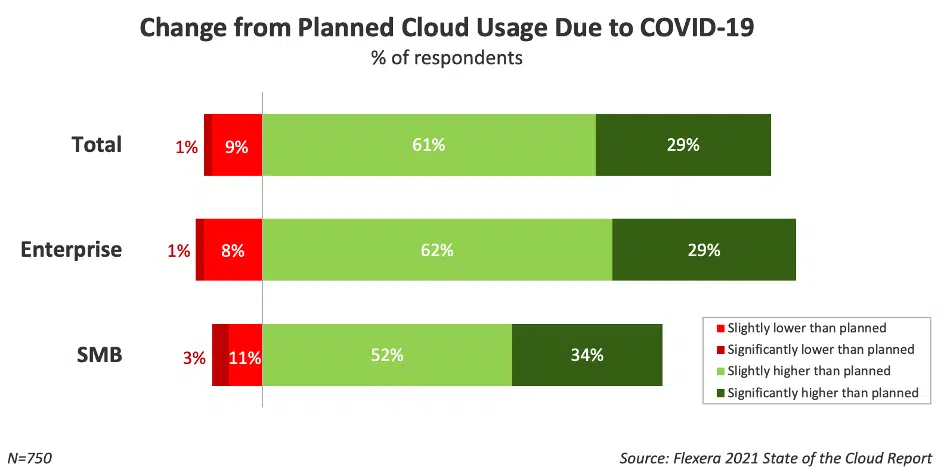 Change from Planned Cloud Usage Due to COVID-19
% of respondents
Total
1%
9%
61%
29%
Enterprise
1%
8%
62%
29%
SMB
3%
11%
52%
34%
Slightly lower than planned
Significantly lower than planned
Slightly higher than planned
Significantly higher than planned
N=750
Source: Flexera 2021 State of the Cloud Report